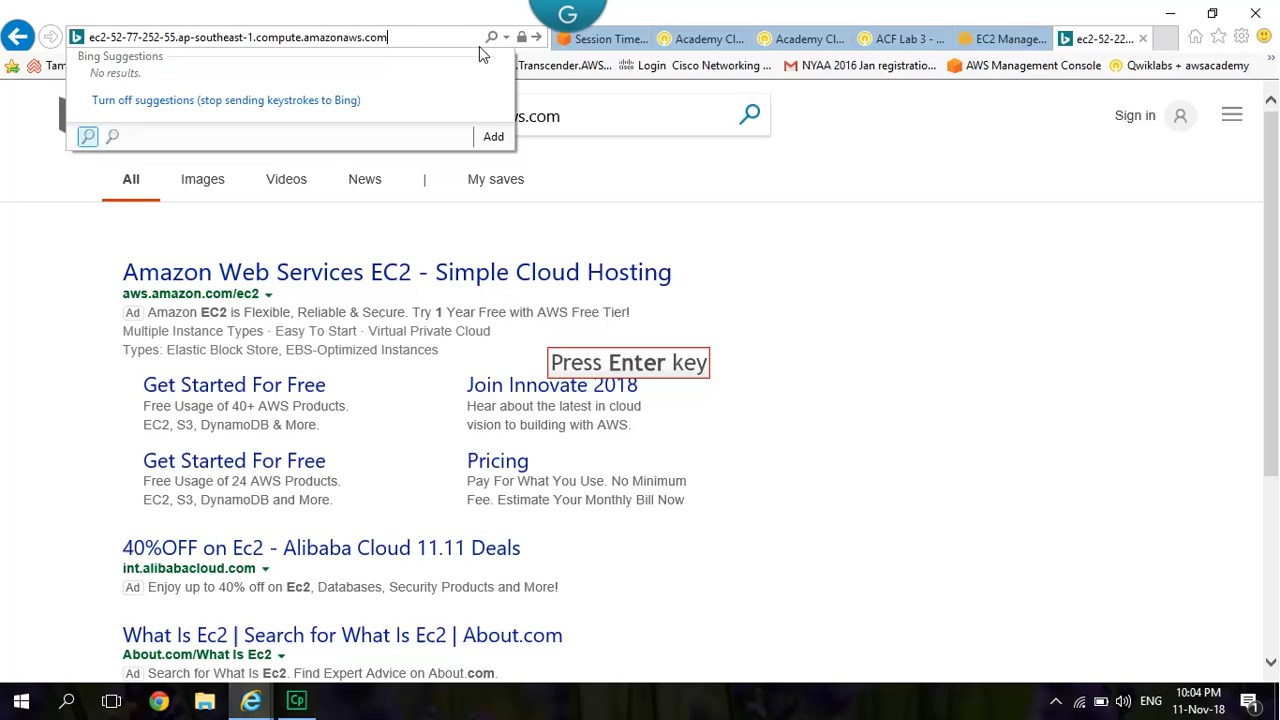 G
ec2-52-77-252-55.ap-southeast-1.compute.amazonaws.com
Session Time...
Academy Cl...
Academy Cl...
ACF Lab 3 - ...
EC2 Manage...
ec2-52-22...
Bing Suggestions
No results.
Turn off suggestions (stop sending keystrokes to Bing)
Add
Tam
.Transcender.AWS...
Login
Cisco Networking ...
NYAA 2016 Jan registratio...
AWS Management Console
Qwiklabs + awsacademy
vs.com
Sign in
All
Images
Videos
News
|
My saves
Amazon Web Services EC2 - Simple Cloud Hosting
aws.amazon.com/ec2
Ad Amazon EC2 is Flexible, Reliable & Secure. Try 1 Year Free with AWS Free Tier!
Multiple Instance Types · Easy To Start · Virtual Private Cloud
Types: Elastic Block Store, EBS-Optimized Instances
Press Enter key
Get Started For Free
Free Usage of 40+ AWS Products.
EC2, S3, DynamoDB & More.
Join Innovate 2018
Hear about the latest in cloud
vision to building with AWS.
Get Started For Free
Free Usage of 24 AWS Products.
EC2, S3, DynamoDB and More.
Pricing
Pay For What You Use. No Minimum
Fee. Estimate Your Monthly Bill Now
40%OFF on Ec2 - Alibaba Cloud 11.11 Deals
int.alibabacloud.com
Ad Enjoy up to 40% off on Ec2, Databases, Security Products and More!
What Is Ec2 | Search for What Is Ec2 | About.com
About.com/What Is Ec2
Ad Search for What Is Ec2. Find Expert Advice on About.com.
Cp
ENG
10:04 PM
11-Nov-18
1